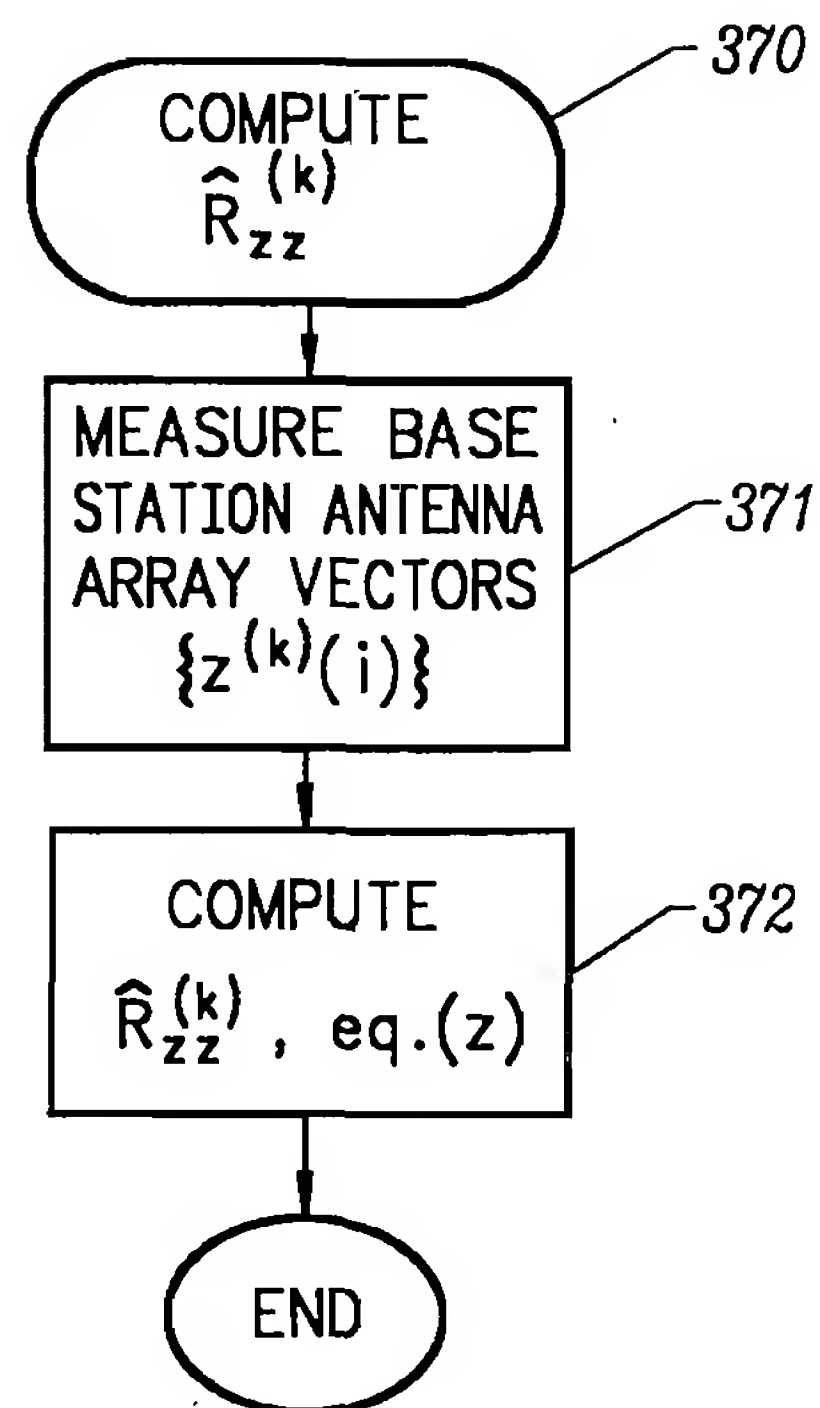 COMPUTE
R̂zz^(k)
370
MEASURE BASE
STATION ANTENNA
ARRAY VECTORS
{z^(k)(i)}
371
COMPUTE
R̂zz^(k), eq.(z)
372
END